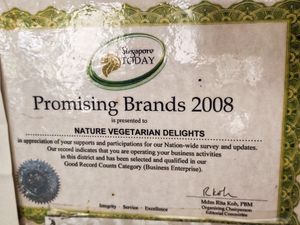 Singapore
TODAY
Promising Brands 2008
is presented to
NATURE VEGETARIAN DELIGHTS
in appreciation of your supports and participations for our Nation-wide survey and updates.
Our record indicates that you are operating your business activities
in this district and has been selected and qualified in our
Good Record Counts Category (Business Enterprise).
Mdm Rita Koh, PBM
Organising Chairperson
Editorial Committee
Integrity - Service - Excellence